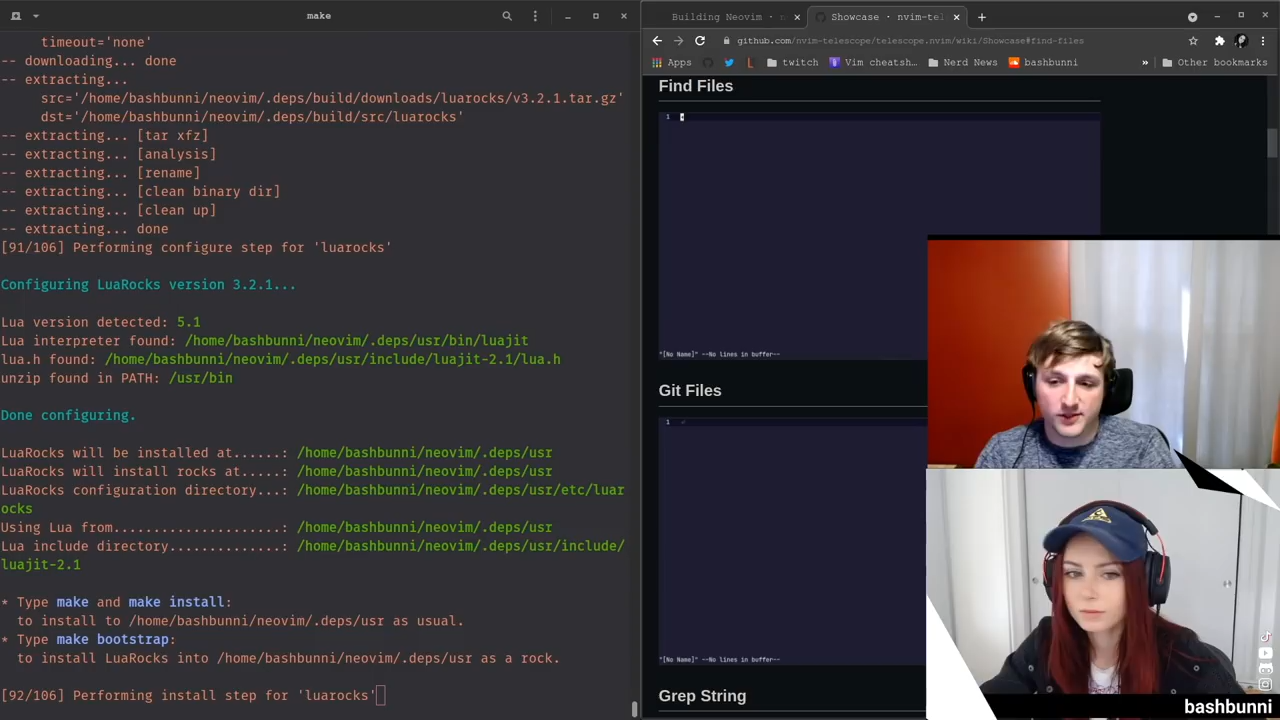 make
timeout='none'
-- downloading... done
-- extracting...
src='/home/bashbunni/neovim/.deps/build/downloads/luarocks/v3.2.1.tar.gz'
dst='/home/bashbunni/neovim/.deps/build/src/luarocks'
-- extracting... [tar xfz]
-- extracting... [analysis]
-- extracting... [rename]
-- extracting... [clean binary dir]
-- extracting... [clean up]
-- extracting... done
[91/106] Performing configure step for 'luarocks'
Configuring LuaRocks version 3.2.1...
Lua version detected: 5.1
Lua interpreter found: /home/bashbunni/neovim/.deps/usr/bin/luajit
lua.h found: /home/bashbunni/neovim/.deps/usr/include/luajit-2.1/lua.h
unzip found in PATH: /usr/bin
Done configuring.
LuaRocks will be installed at......: /home/bashbunni/neovim/.deps/usr
LuaRocks will install rocks at.....: /home/bashbunni/neovim/.deps/usr
LuaRocks configuration directory...: /home/bashbunni/neovim/.deps/usr/etc/luar
ocks
Using Lua from.....................: /home/bashbunni/neovim/.deps/usr
Lua include directory..............: /home/bashbunni/neovim/.deps/usr/include/
luajit-2.1
* Type make and make install:
to install to /home/bashbunni/neovim/.deps/usr as usual.
* Type make bootstrap:
to install LuaRocks into /home/bashbunni/neovim/.deps/usr as a rock.
[92/106] Performing install step for 'luarocks'
Building Neovim · n
Showcase · nvim-tel
github.com/nvim-telescope/telescope.nvim/wiki/Showcase#find-files
Apps
L
twitch
Vim cheatsh...
Nerd News
bashbunni
»
Other bookmarks
Find Files
1
"[No Name]" --No lines in buffer--
Git Files
1
"[No Name]" --No lines in buffer--
Grep String
bashbunni